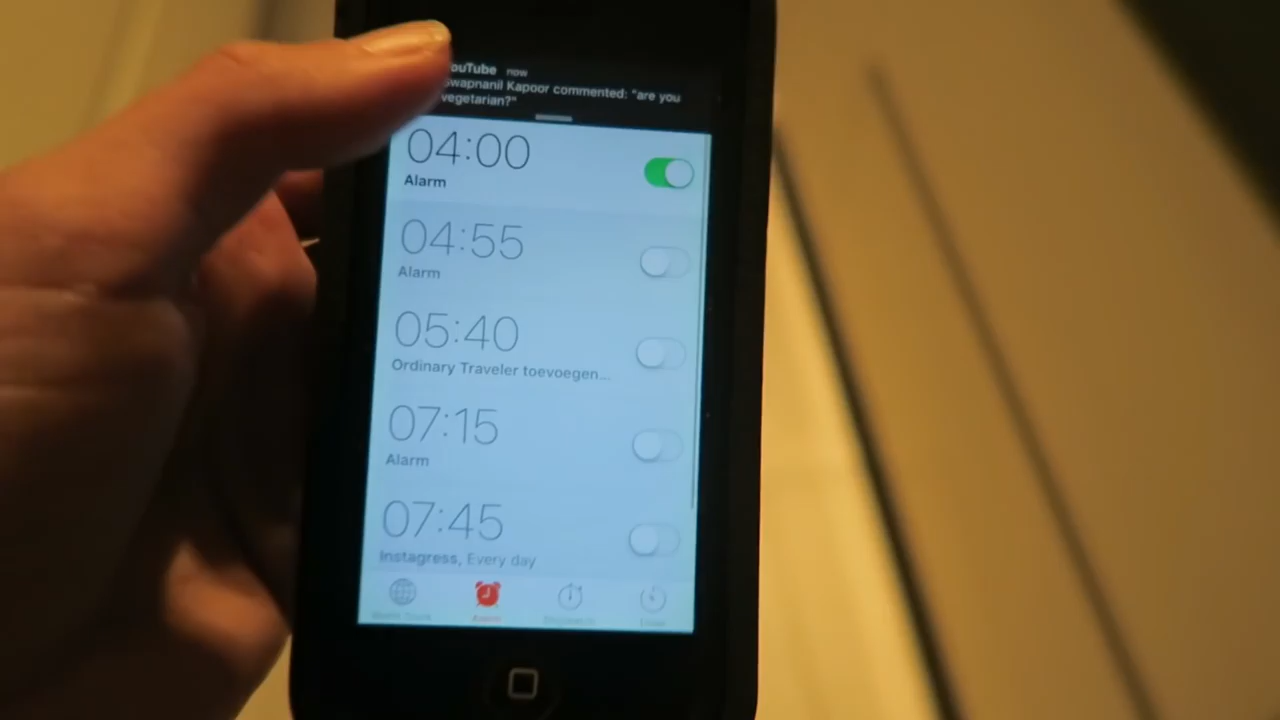 ouTube now
Swapnanil Kapoor commented: "are you
vegetarian?"
04:00
Alarm
04:55
Alarm
05:40
Ordinary Traveler toevoegen...
07:15
Alarm
07:45
Instagress, Every day